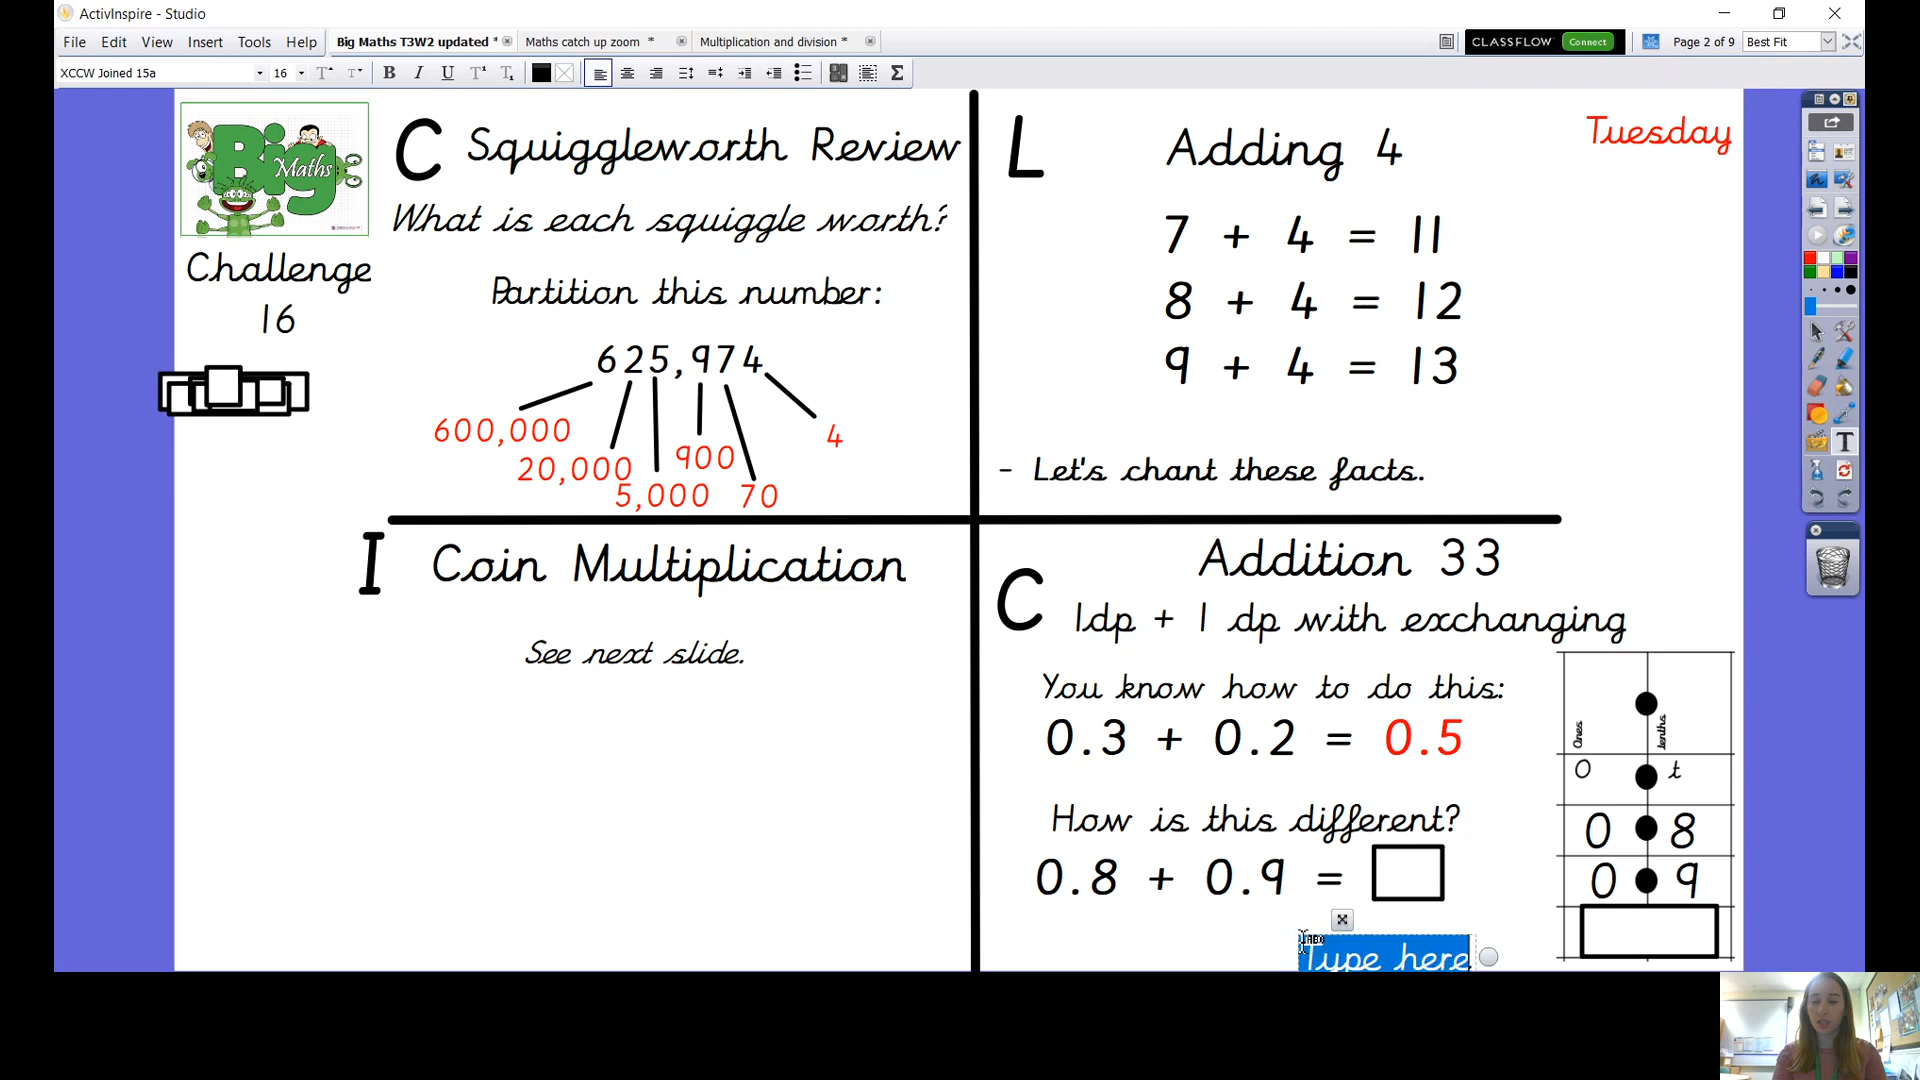 ActivInspire - Studio
File Edit View Insert Tools Help
Big Maths T3W2 updated * Maths catch up zoom * Multiplication and division *
CLASSFLOW Connect Page 2 of 9 Best Fit
XCCW Joined 15a 16 B I U T T Σ
Big Maths
Challenge
16
C Squiggleworth Review
What is each squiggle worth?
Partition this number:
625,974
600,000
20,000
5,000
900
70
4
L Adding 4
Tuesday
7 + 4 = 11
8 + 4 = 12
9 + 4 = 13
- Let's chant these facts.
I Coin Multiplication
See next slide.
C Addition 33
1dp + 1 dp with exchanging
You know how to do this:
0.3 + 0.2 = 0.5
How is this different?
0.8 + 0.9 =
Type here
Ones tenths
0 t
0 8
0 9